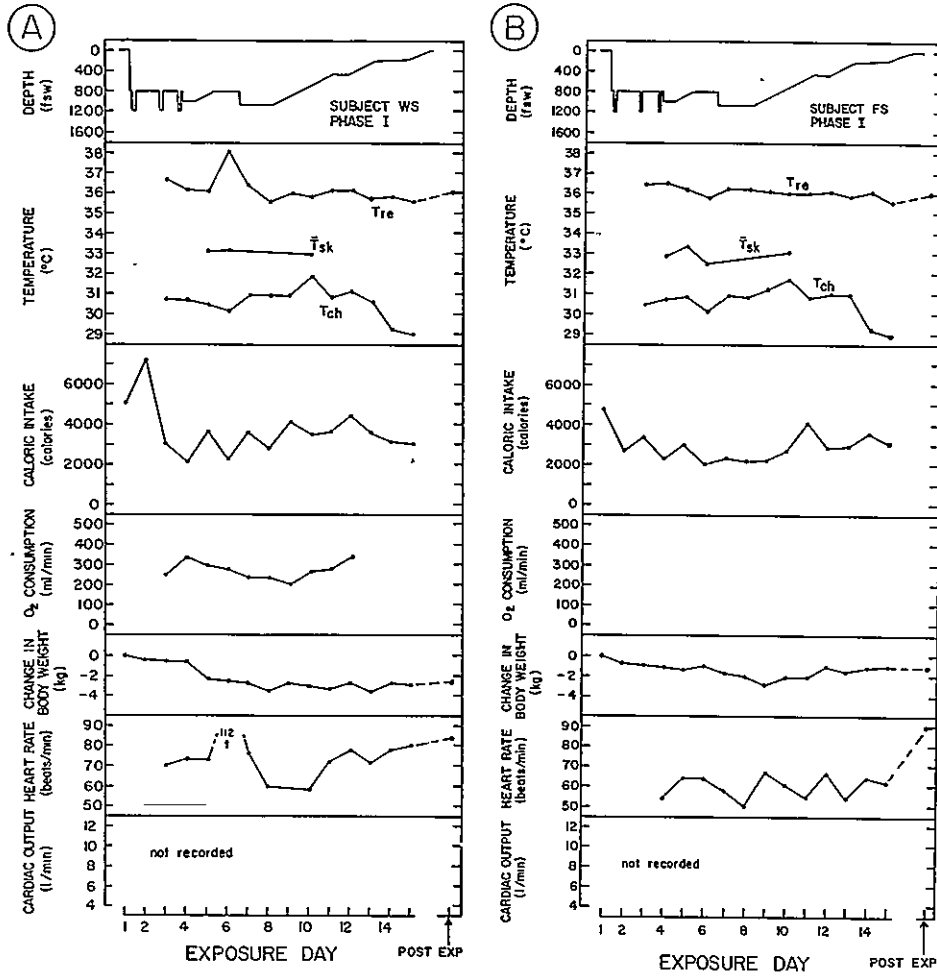 A
DEPTH
(fsw)
0
400
800
1200
1600
SUBJECT WS
PHASE I
TEMPERATURE
(°C)
38
37
36
35
34
33
32
31
30
29
Tre
T̄sk
Tch
CALORIC INTAKE
(calories)
6000
4000
2000
0
O2 CONSUMPTION
(ml/min)
500
400
300
200
100
0
CHANGE IN
BODY WEIGHT
(kg)
0
-2
-4
HEART RATE
(beats/min)
90
80
70
60
50
112
CARDIAC OUTPUT
(l/min)
12
10
8
6
4
not recorded
1 2 4 6 8 10 12 14
EXPOSURE DAY
POST EXP
B
DEPTH
(fsw)
0
400
800
1200
1600
SUBJECT FS
PHASE I
TEMPERATURE
(°C)
38
37
36
35
34
33
32
31
30
29
Tre
T̄sk
Tch
CALORIC INTAKE
(calories)
6000
4000
2000
0
O2 CONSUMPTION
(ml/min)
500
400
300
200
100
0
CHANGE IN
BODY WEIGHT
(kg)
0
-2
-4
HEART RATE
(beats/min)
90
80
70
60
50
CARDIAC OUTPUT
(l/min)
12
10
8
6
4
not recorded
1 2 4 6 8 10 12 14
EXPOSURE DAY
POST EXP